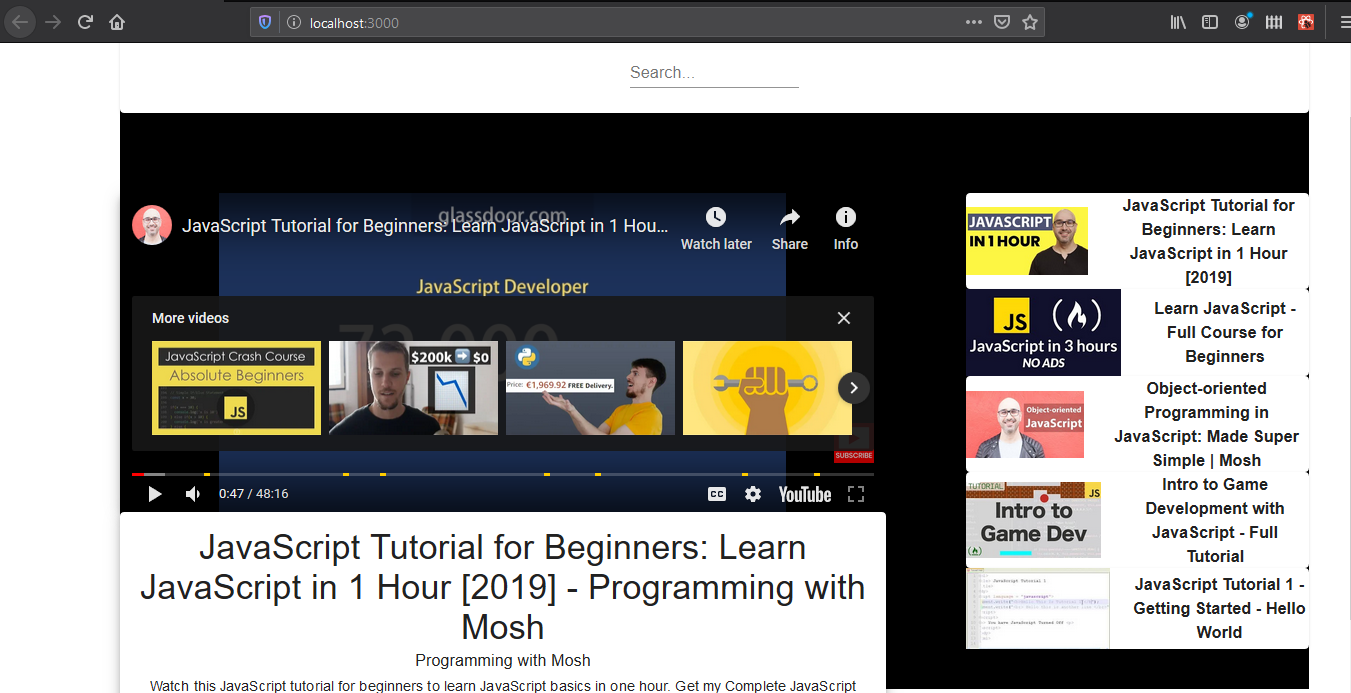 localhost:3000
Search...
glassdoor.com
JavaScript Tutorial for Beginners: Learn JavaScript in 1 Hou...
Watch later
Share
Info
JavaScript Developer
More videos
JavaScript Crash Course
Absolute Beginners
JS
$200k ➡ $0
Price: €1,969.92 FREE Delivery.
SUBSCRIBE
0:47 / 48:16
CC
YouTube
JavaScript Tutorial for Beginners: Learn
JavaScript in 1 Hour [2019] - Programming with
Mosh
Programming with Mosh
Watch this JavaScript tutorial for beginners to learn JavaScript basics in one hour. Get my Complete JavaScript
JAVASCRIPT
IN 1 HOUR
JavaScript Tutorial for
Beginners: Learn
JavaScript in 1 Hour
[2019]
JS
JavaScript in 3 hours
NO ADS
Learn JavaScript -
Full Course for
Beginners
Object-oriented
JavaScript
Object-oriented
Programming in
JavaScript: Made Super
Simple | Mosh
TUTORIAL
JS
Intro to
Game Dev
Intro to Game
Development with
JavaScript - Full
Tutorial
JavaScript Tutorial 1 -
Getting Started - Hello
World